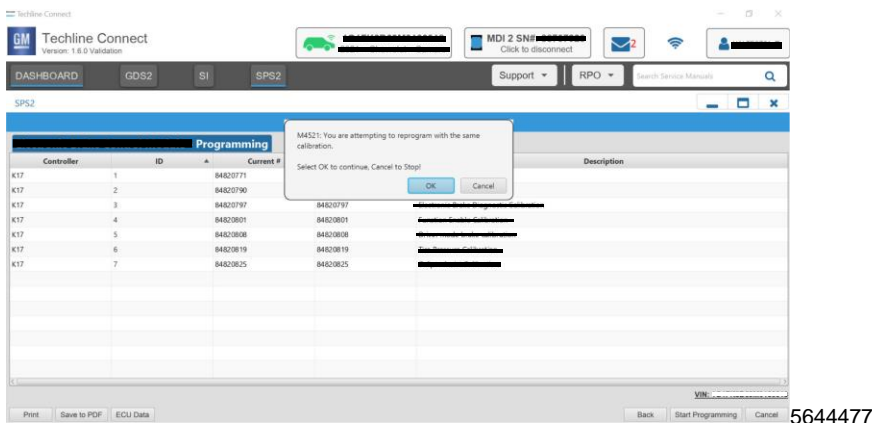 Techline Connect
GM Techline Connect
Version: 1.6.0 Validation
MDI 2 SN#:
Click to disconnect
2
DASHBOARD GDS2 SI SPS2 Support RPO Search Service Manuals
SPS2
Programming
M4521: You are attempting to reprogram with the same
calibration.
Select OK to continue, Cancel to Stop!
OK Cancel
Controller ID Current # Description
K17 1 84820771
K17 2 84820790
K17 3 84820797 84820797
K17 4 84820801 84820801
K17 5 84820808 84820808
K17 6 84820819 84820819
K17 7 84820825 84820825
VIN:
Print Save to PDF ECU Data Back Start Programming Cancel
5644477